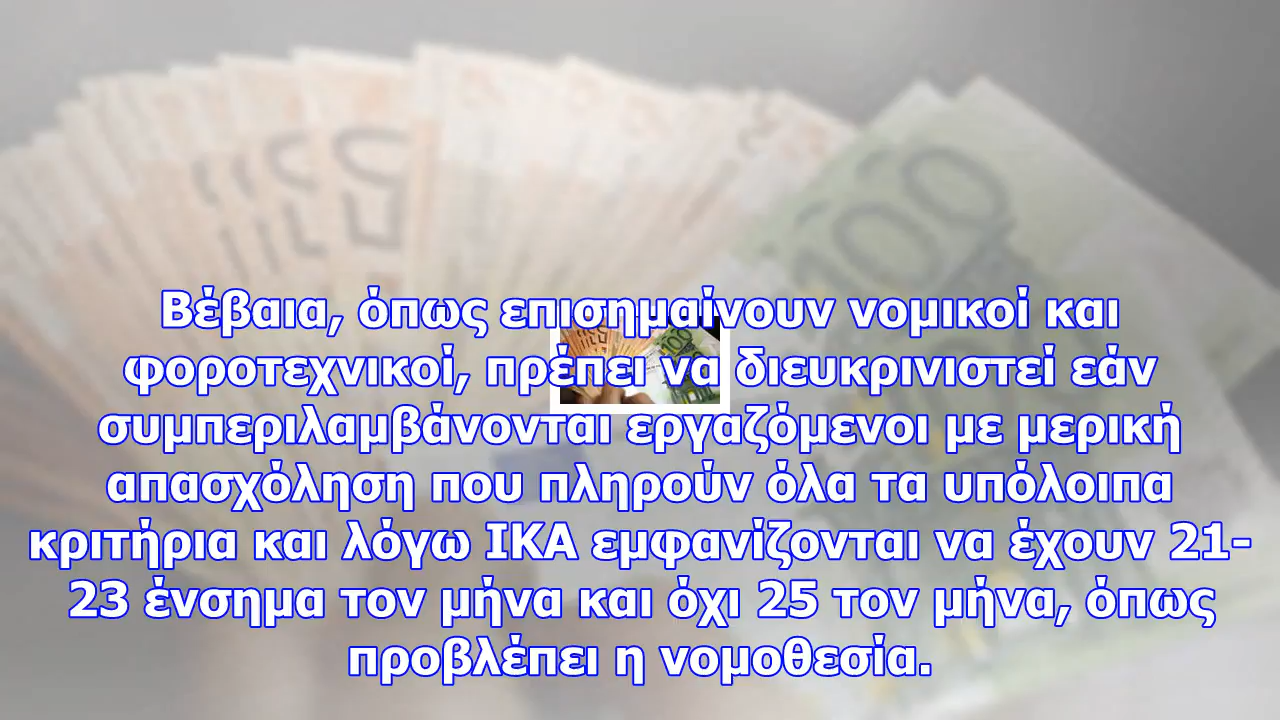 Βέβαια, όπως επισημαίνουν νομικοί και
φοροτεχνικοί, πρέπει να διευκρινιστεί εάν
συμπεριλαμβάνονται εργαζόμενοι με μερική
απασχόληση που πληρούν όλα τα υπόλοιπα
κριτήρια και λόγω ΙΚΑ εμφανίζονται να έχουν 21-
23 ένσημα τον μήνα και όχι 25 τον μήνα, όπως
προβλέπει η νομοθεσία.